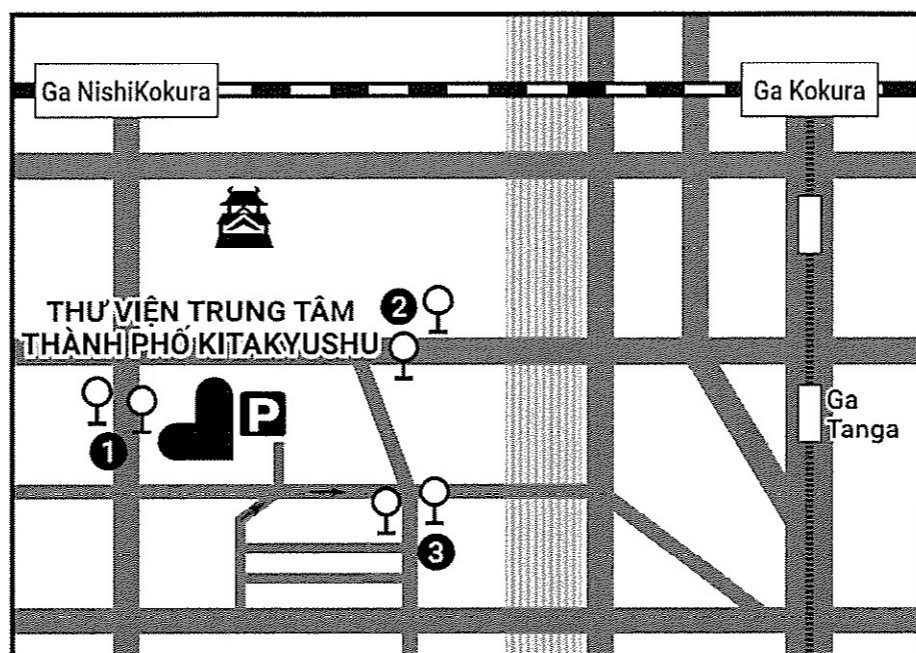 Ga NishiKokura
Ga Kokura
THƯ VIỆN TRUNG TÂM
THÀNH PHỐ KITAKYUSHU
2
1
P
Ga
Tanga
3